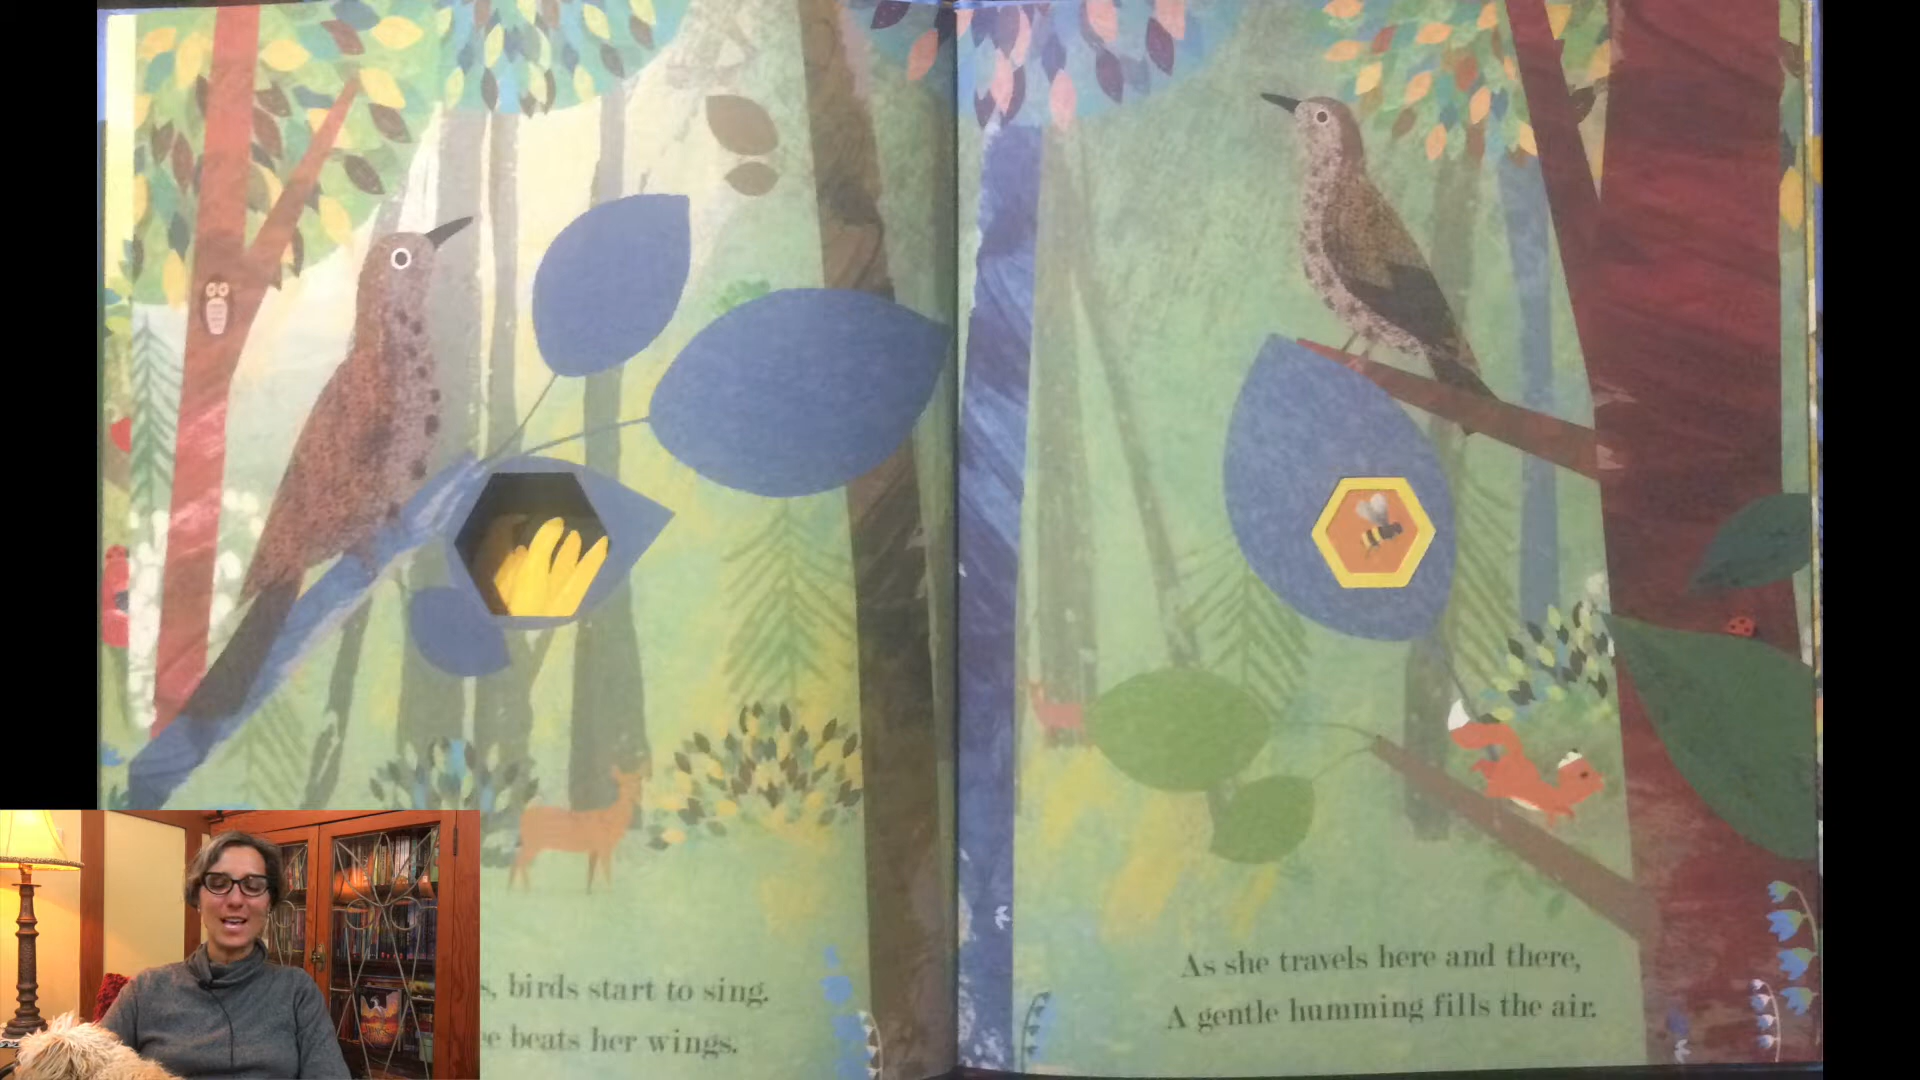 birds start to sing.
beats her wings.
As she travels here and there,
A gentle humming fills the air.